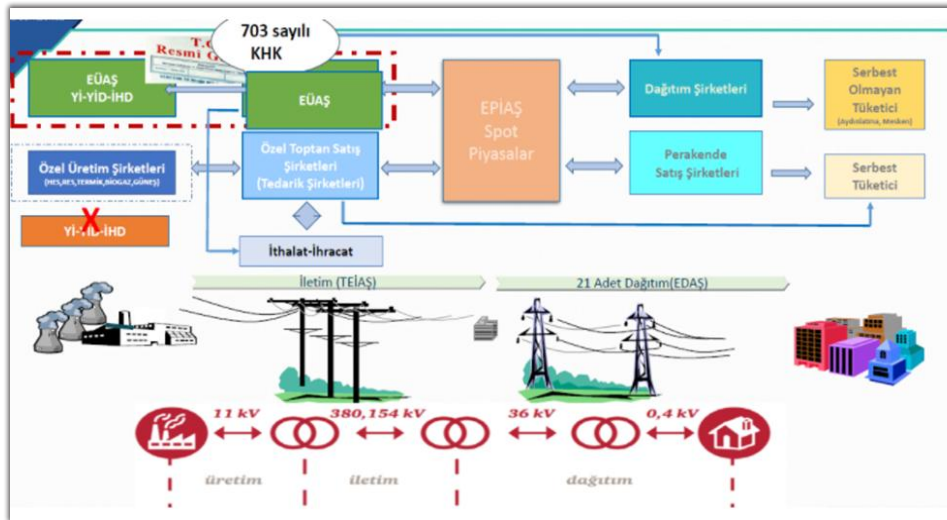 703 sayılı
KHK
T.C.
EÜAŞ
Yİ-YİD-İHD
EÜAŞ
EPİAŞ
Spot
Piyasalar
Dağıtım Şirketleri
Serbest
Olmayan
Tüketici
(Aydınlatma, Mesken)
Özel Üretim Şirketleri
(HES,RES,TERMİK,BİOGAZ,GÜNEŞ)
Özel Toptan Satış
Şirketleri
(Tedarik Şirketleri)
Perakende
Satış Şirketleri
Serbest
Tüketici
X
Yİ-YİD-İHD
İthalat-İhracat
İletim (TEİAŞ)
21 Adet Dağıtım(EDAŞ)
11 kV
380,154 kV
36 kV
0,4 kV
üretim
iletim
dağıtım